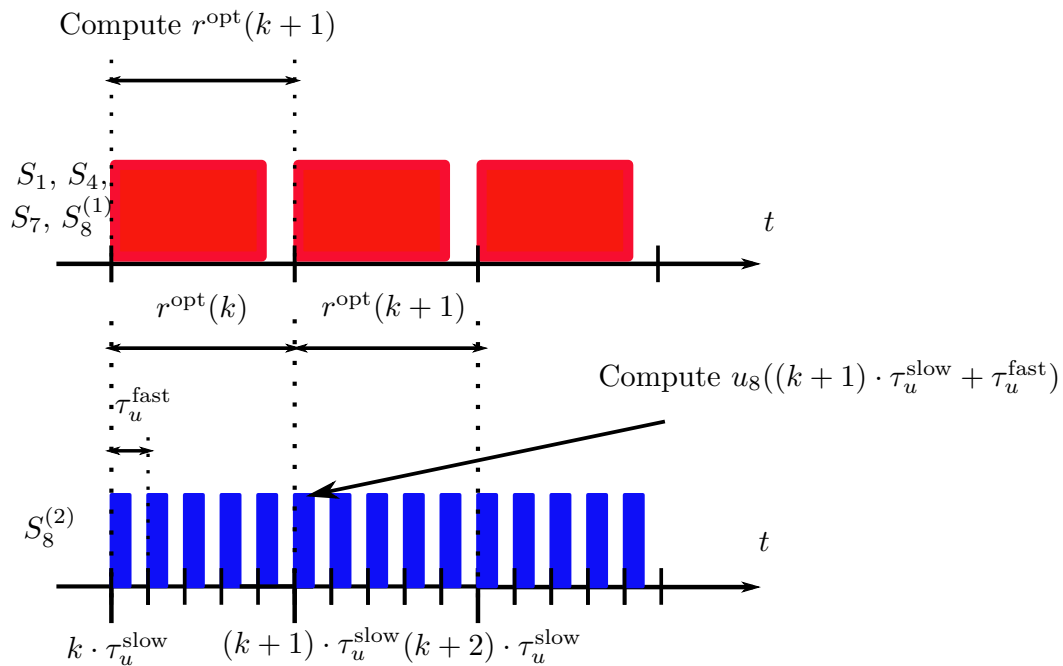 Compute r^opt(k + 1)
S_1, S_4,
S_7, S_8^(1)
t
r^opt(k)
r^opt(k + 1)
Compute u_8((k + 1) · τ_u^slow + τ_u^fast)
τ_u^fast
S_8^(2)
t
k · τ_u^slow
(k + 1) · τ_u^slow
(k + 2) · τ_u^slow